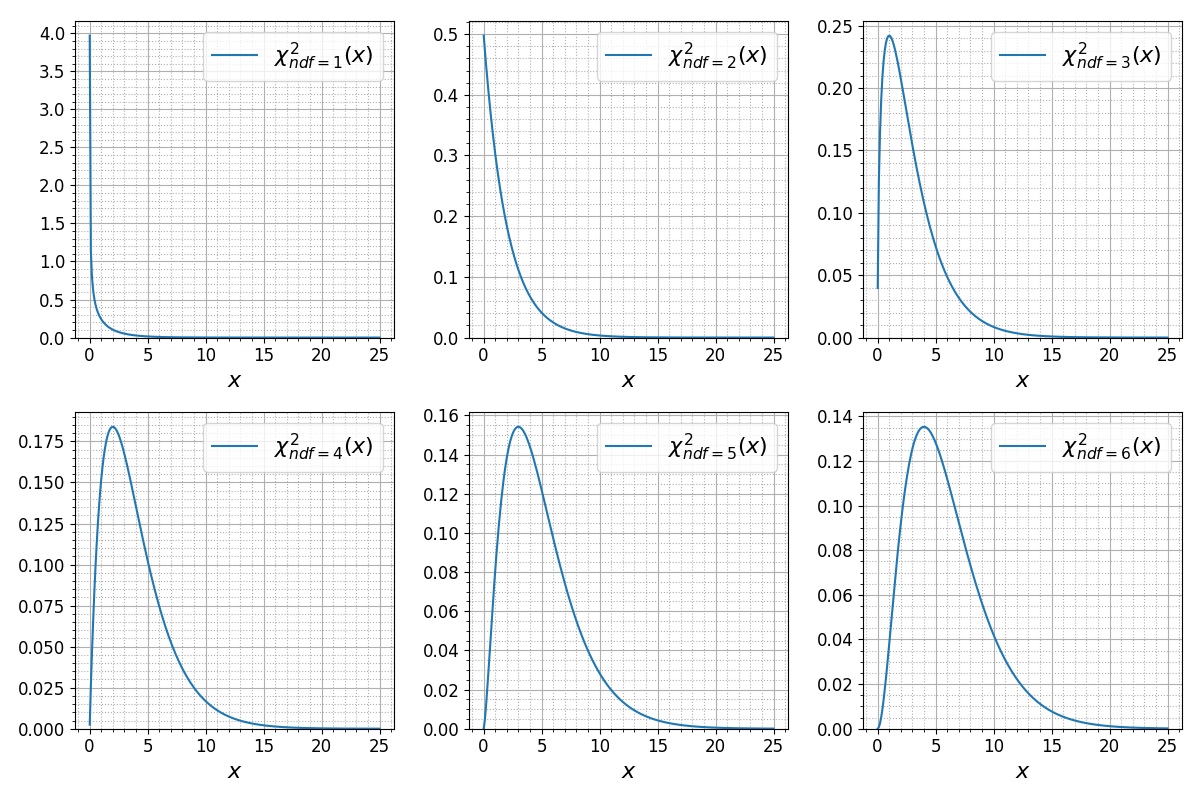 χ²ndf=1(x)
4.0
3.5
3.0
2.5
2.0
1.5
1.0
0.5
0.0
0 5 10 15 20 25
x
χ²ndf=2(x)
0.5
0.4
0.3
0.2
0.1
0.0
0 5 10 15 20 25
x
χ²ndf=3(x)
0.25
0.20
0.15
0.10
0.05
0.00
0 5 10 15 20 25
x
χ²ndf=4(x)
0.175
0.150
0.125
0.100
0.075
0.050
0.025
0.000
0 5 10 15 20 25
x
χ²ndf=5(x)
0.16
0.14
0.12
0.10
0.08
0.06
0.04
0.02
0.00
0 5 10 15 20 25
x
χ²ndf=6(x)
0.14
0.12
0.10
0.08
0.06
0.04
0.02
0.00
0 5 10 15 20 25
x